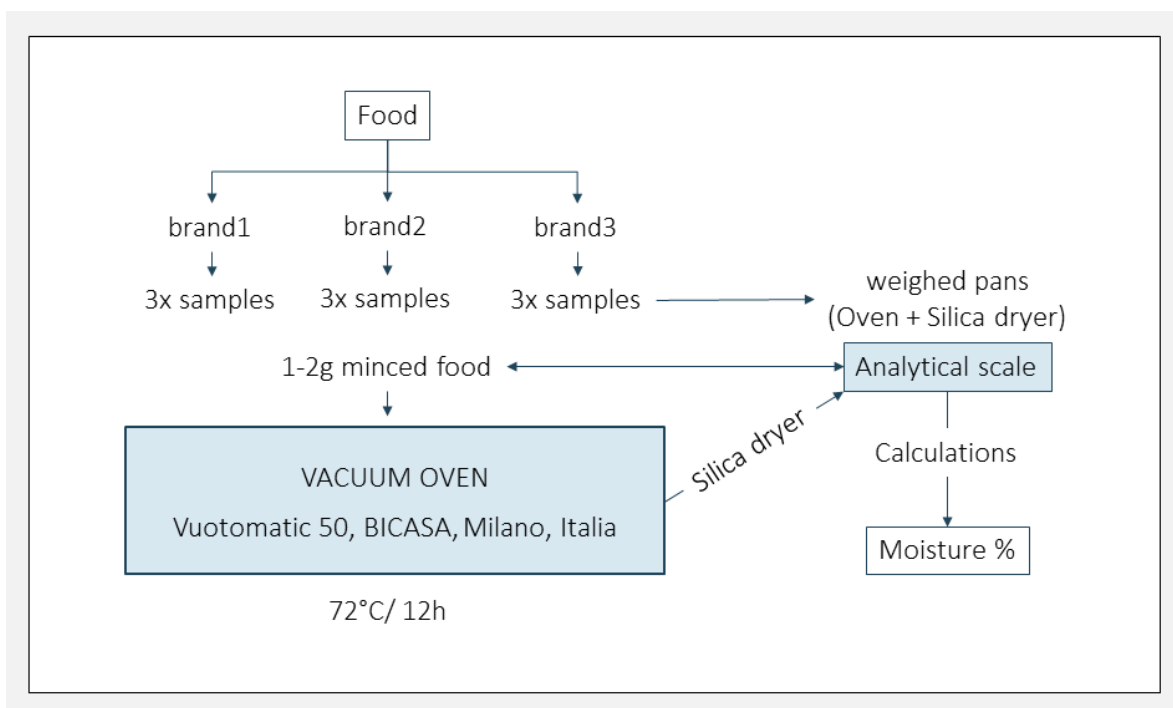 Food
brand1
brand2
brand3
3x samples
3x samples
3x samples
weighed pans
(Oven + Silica dryer)
1-2g minced food
Analytical scale
Silica dryer
Calculations
VACUUM OVEN
Vuotomatic 50, BICASA, Milano, Italia
Moisture %
72°C/ 12h